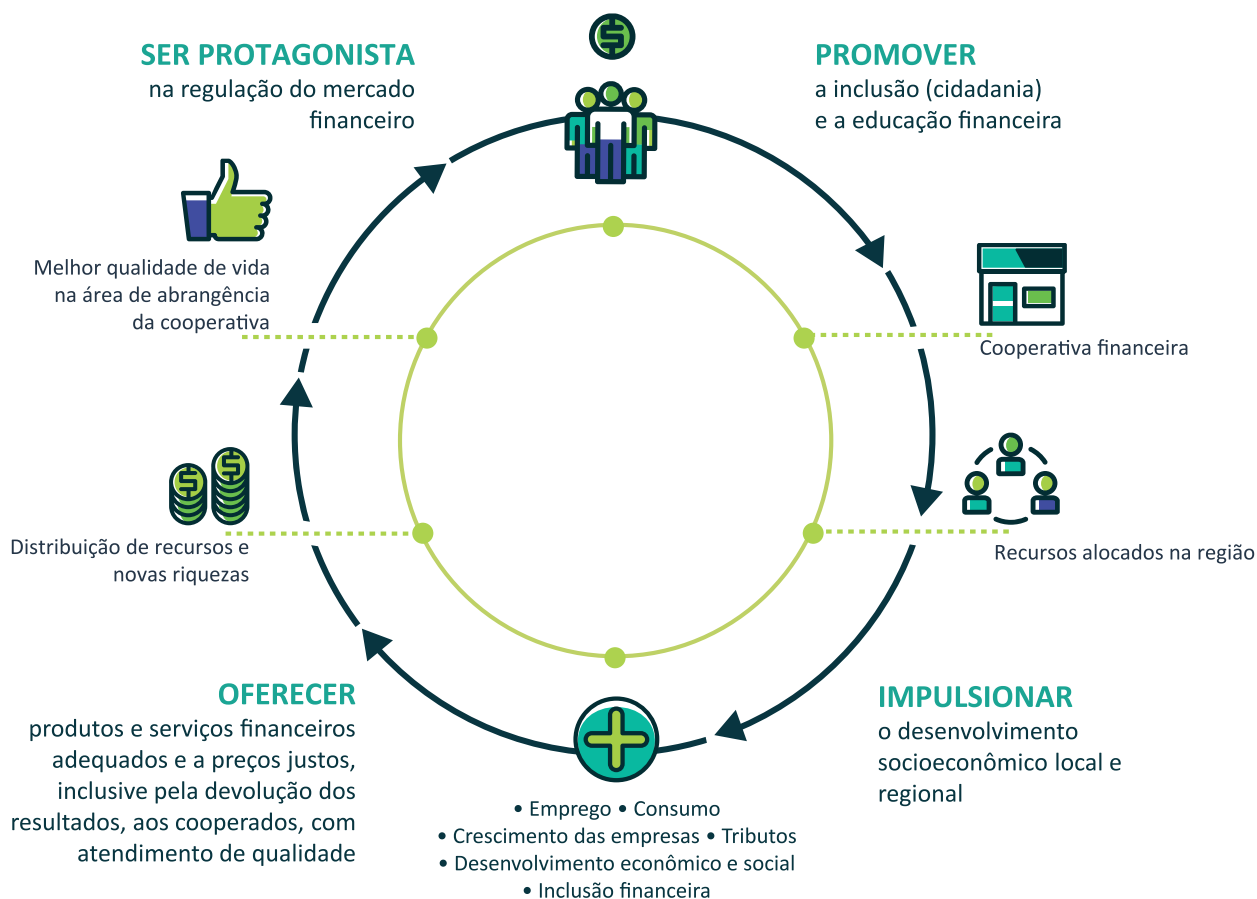 SER PROTAGONISTA
na regulação do mercado
financeiro
PROMOVER
a inclusão (cidadania)
e a educação financeira
Melhor qualidade de vida
na área de abrangência
da cooperativa
Cooperativa financeira
Distribuição de recursos e
novas riquezas
Recursos alocados na região
OFERECER
produtos e serviços financeiros
adequados e a preços justos,
inclusive pela devolução dos
resultados, aos cooperados, com
atendimento de qualidade
• Emprego • Consumo
• Crescimento das empresas • Tributos
• Desenvolvimento econômico e social
• Inclusão financeira
IMPULSIONAR
o desenvolvimento
socioeconômico local e
regional